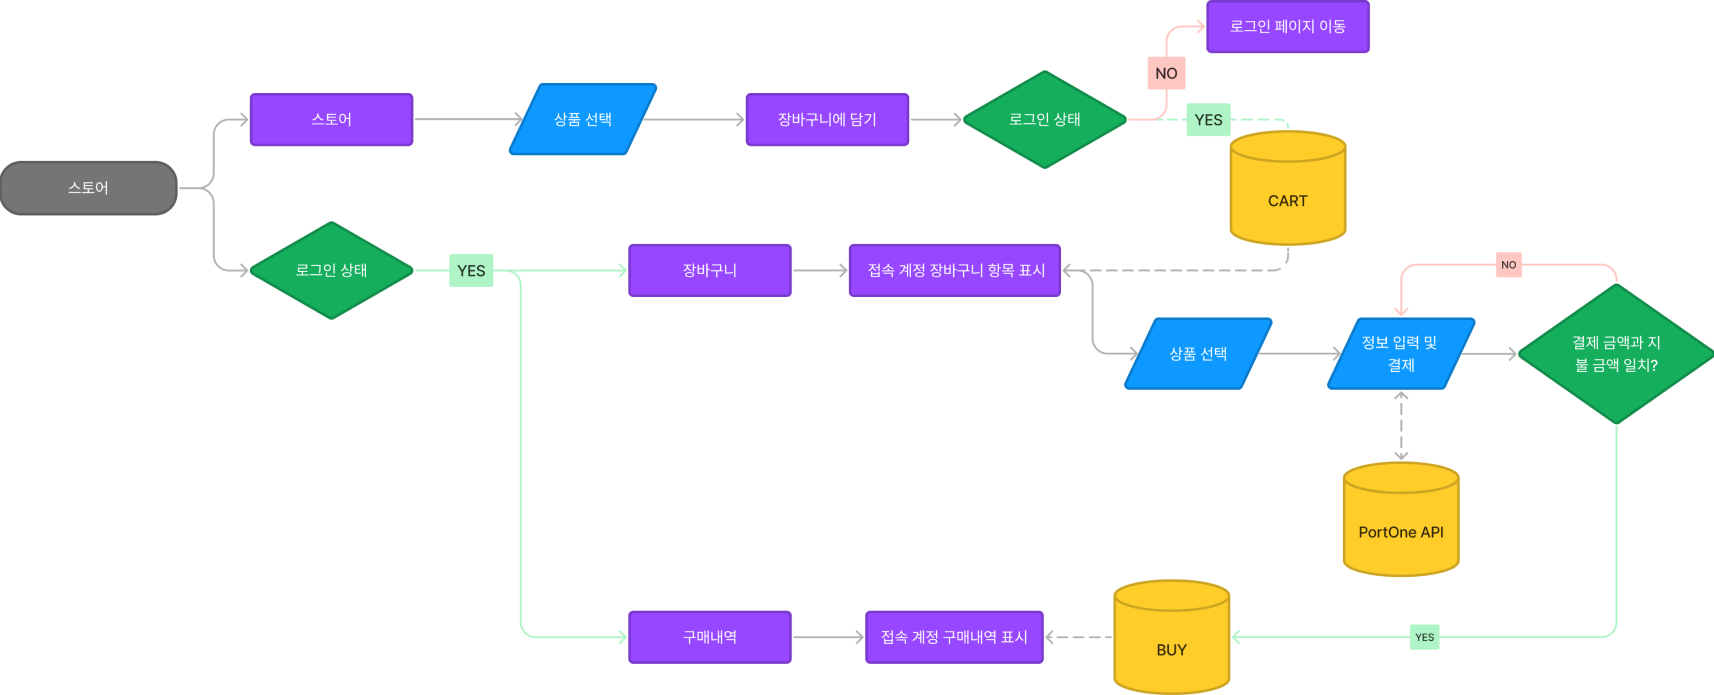 로그인 페이지 이동
NO
스토어
상품 선택
장바구니에 담기
로그인 상태
YES
스토어
CART
로그인 상태
YES
장바구니
접속 계정 장바구니 항목 표시
NO
상품 선택
정보 입력 및
결제
결제 금액과 지
불 금액 일치?
PortOne API
구매내역
접속 계정 구매내역 표시
BUY
YES